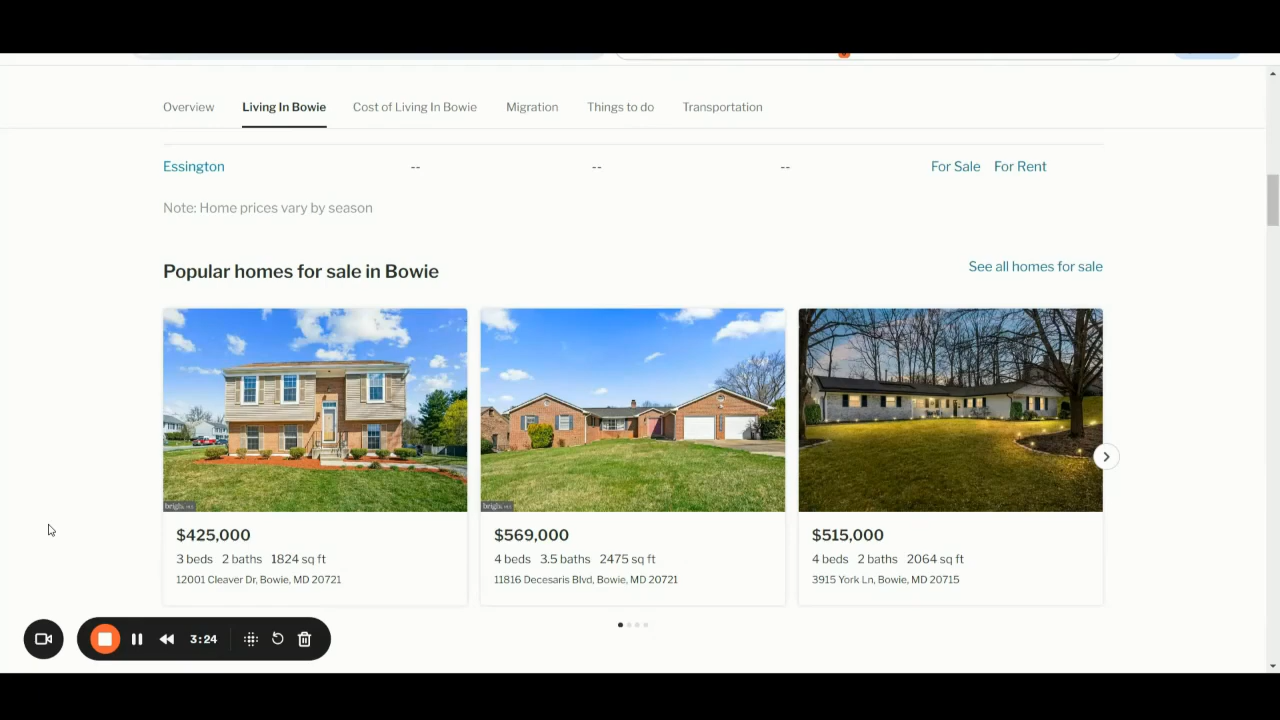 Overview Living In Bowie Cost of Living In Bowie Migration Things to do Transportation
Essington -- -- -- For Sale For Rent
Note: Home prices vary by season
Popular homes for sale in Bowie
See all homes for sale
$425,000
3 beds 2 baths 1824 sq ft
12001 Cleaver Dr, Bowie, MD 20721
$569,000
4 beds 3.5 baths 2475 sq ft
11816 Decesaris Blvd, Bowie, MD 20721
$515,000
4 beds 2 baths 2064 sq ft
3915 York Ln, Bowie, MD 20715
3:24